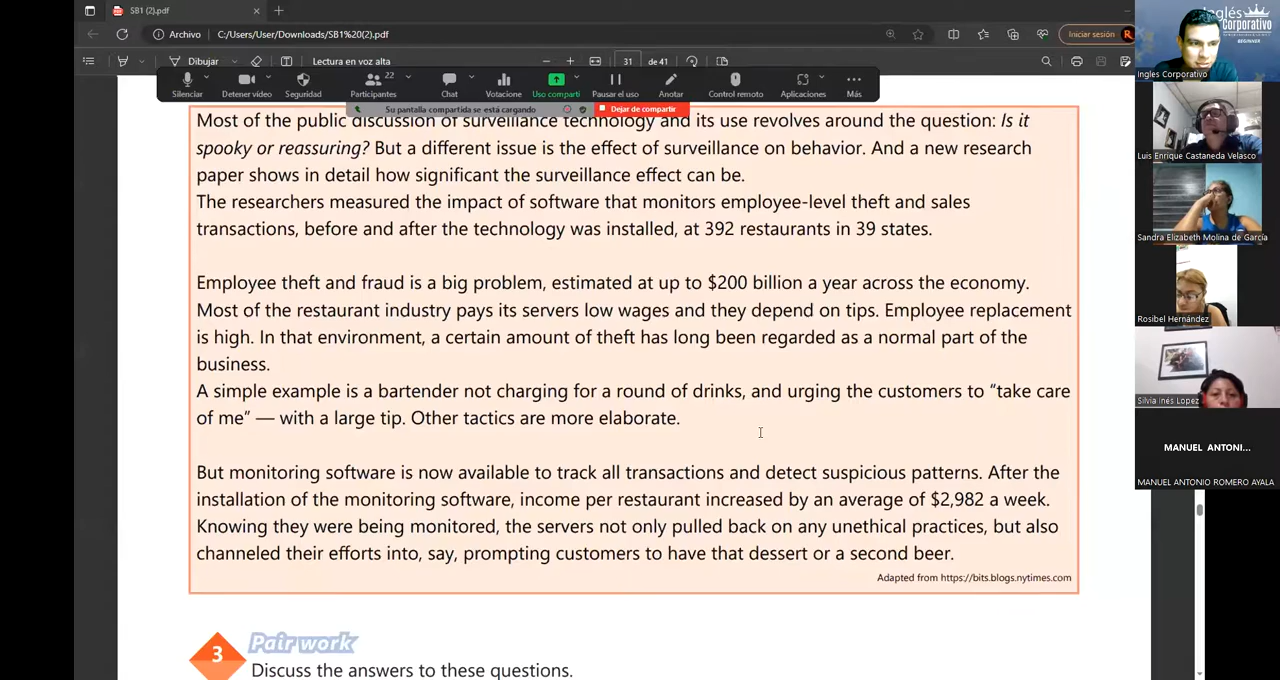 SB1 (2).pdf
Archivo C:/Users/User/Downloads/SB1%20(2).pdf
Iniciar sesión
Dibujar Lectura en voz alta 31 de 41
Silenciar Detener video Seguridad Participantes 22 Chat Votacione Uso comparti Pausar el uso Anotar Control remoto Aplicaciones Más
Su pantalla compartida se está cargando Dejar de compartir
Most of the public discussion of surveillance technology and its use revolves around the question: Is it
spooky or reassuring? But a different issue is the effect of surveillance on behavior. And a new research
paper shows in detail how significant the surveillance effect can be.
The researchers measured the impact of software that monitors employee-level theft and sales
transactions, before and after the technology was installed, at 392 restaurants in 39 states.
Employee theft and fraud is a big problem, estimated at up to $200 billion a year across the economy.
Most of the restaurant industry pays its servers low wages and they depend on tips. Employee replacement
is high. In that environment, a certain amount of theft has long been regarded as a normal part of the
business.
A simple example is a bartender not charging for a round of drinks, and urging the customers to “take care
of me” — with a large tip. Other tactics are more elaborate.
But monitoring software is now available to track all transactions and detect suspicious patterns. After the
installation of the monitoring software, income per restaurant increased by an average of $2,982 a week.
Knowing they were being monitored, the servers not only pulled back on any unethical practices, but also
channeled their efforts into, say, prompting customers to have that dessert or a second beer.
Adapted from https://bits.blogs.nytimes.com
3 Pair work
Discuss the answers to these questions.
Inglés
Corporativo
BEGINNER
Ingles Corporativo
Luis Enrique Castaneda Velasco
Sandra Elizabeth Molina de García
Rosibel Hernández
Silvia Inés Lopez
MANUEL ANTONI...
MANUEL ANTONIO ROMERO AYALA